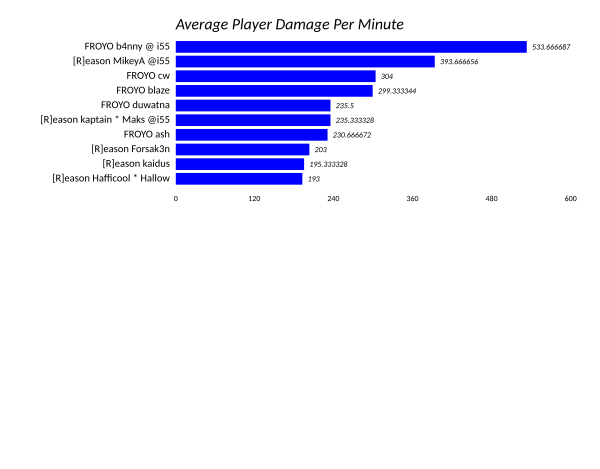 Average Player Damage Per Minute
FROYO b4nny @ i55 533.666687
[R]eason MikeyA @i55 393.666656
FROYO cw 304
FROYO blaze 299.333344
FROYO duwatna 235.5
[R]eason kaptain * Maks @i55 235.333328
FROYO ash 230.666672
[R]eason Forsak3n 203
[R]eason kaidus 195.333328
[R]eason Hafficool * Hallow 193
0 120 240 360 480 600